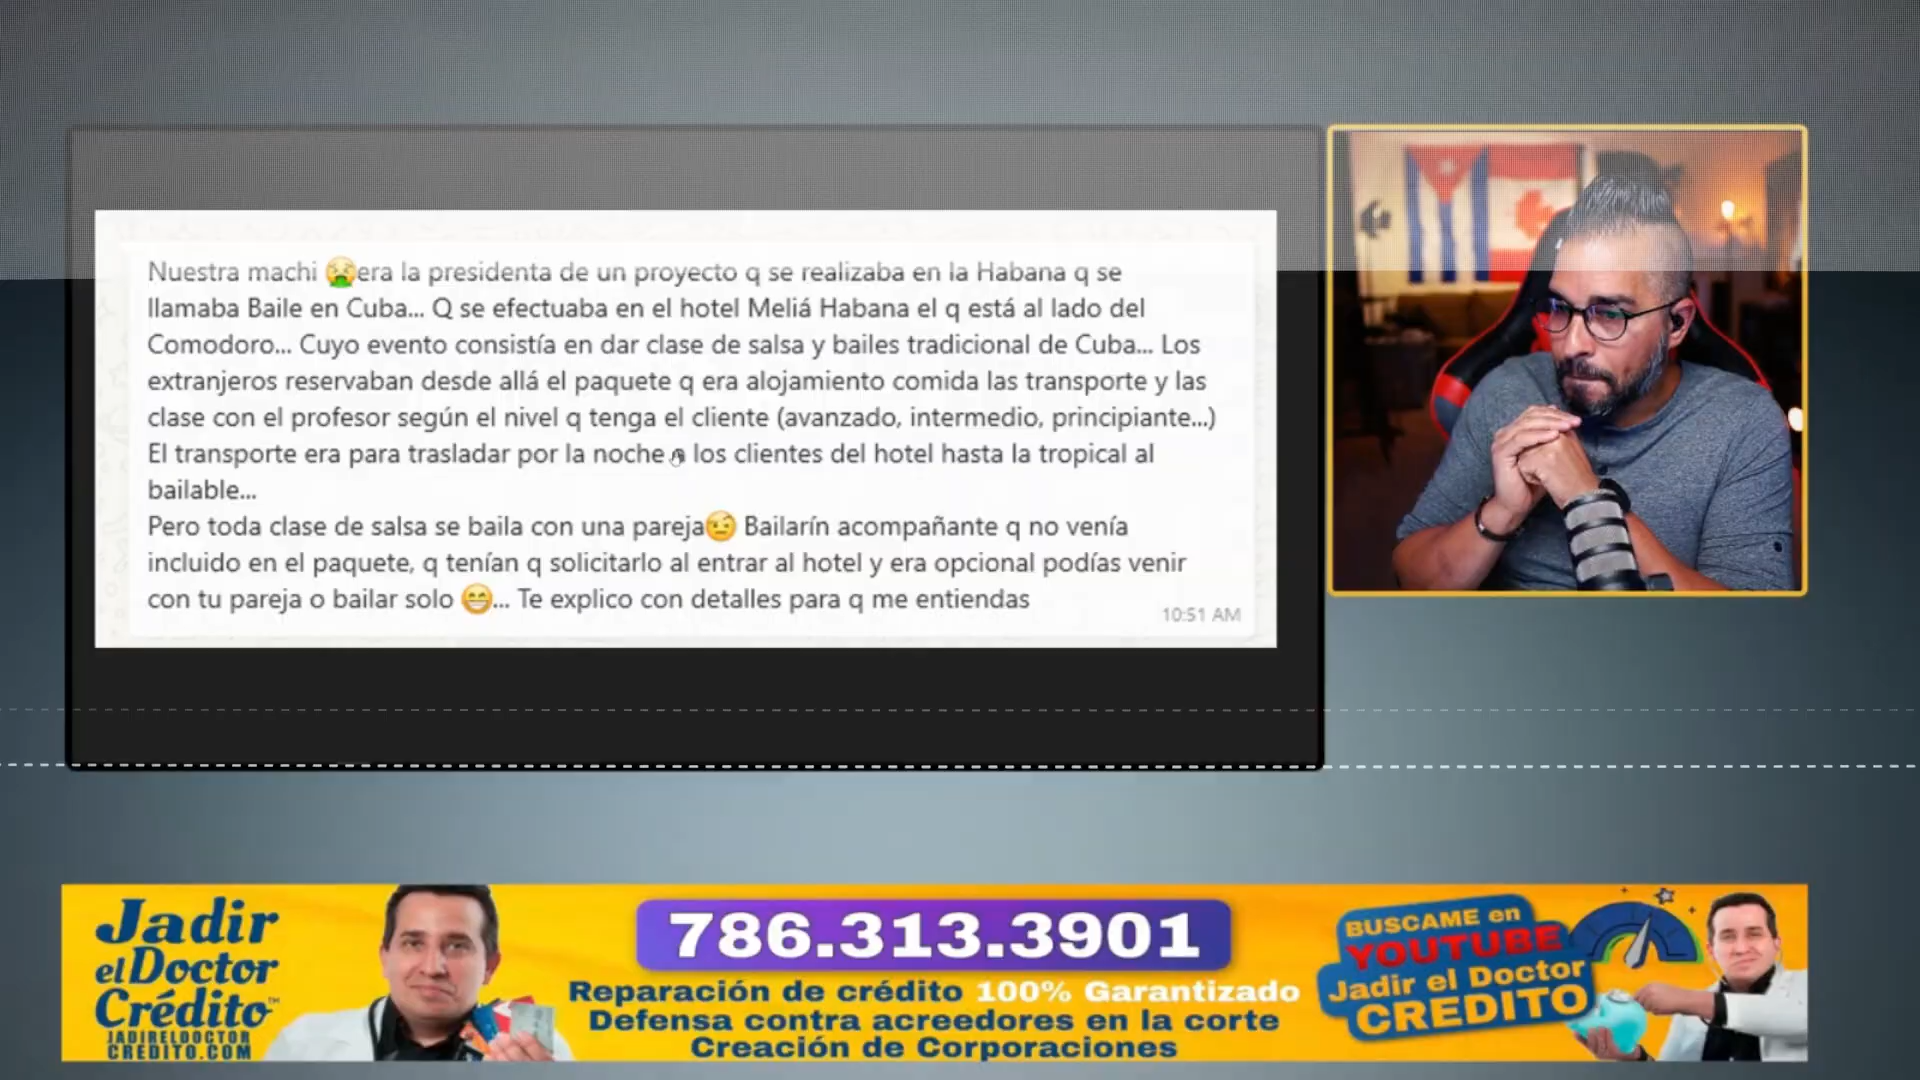 Nuestra machi 🤮era la presidenta de un proyecto q se realizaba en la Habana q se
llamaba Baile en Cuba... Q se efectuaba en el hotel Meliá Habana el q está al lado del
Comodoro... Cuyo evento consistía en dar clase de salsa y bailes tradicional de Cuba... Los
extranjeros reservaban desde allá el paquete q era alojamiento comida las transporte y las
clase con el profesor según el nivel q tenga el cliente (avanzado, intermedio, principiante...)
El transporte era para trasladar por la noche a los clientes del hotel hasta la tropical al
bailable...
Pero toda clase de salsa se baila con una pareja🤨 Bailarín acompañante q no venía
incluido en el paquete, q tenían q solicitarlo al entrar al hotel y era opcional podías venir
con tu pareja o bailar solo 😁... Te explico con detalles para q me entiendas
10:51 AM
Jadir
el Doctor
Crédito™
JADIRELDOCTOR
CREDITO.COM
786.313.3901
Reparación de crédito 100% Garantizado
Defensa contra acreedores en la corte
Creación de Corporaciones
BUSCAME en
YOUTUBE
Jadir el Doctor
CREDITO